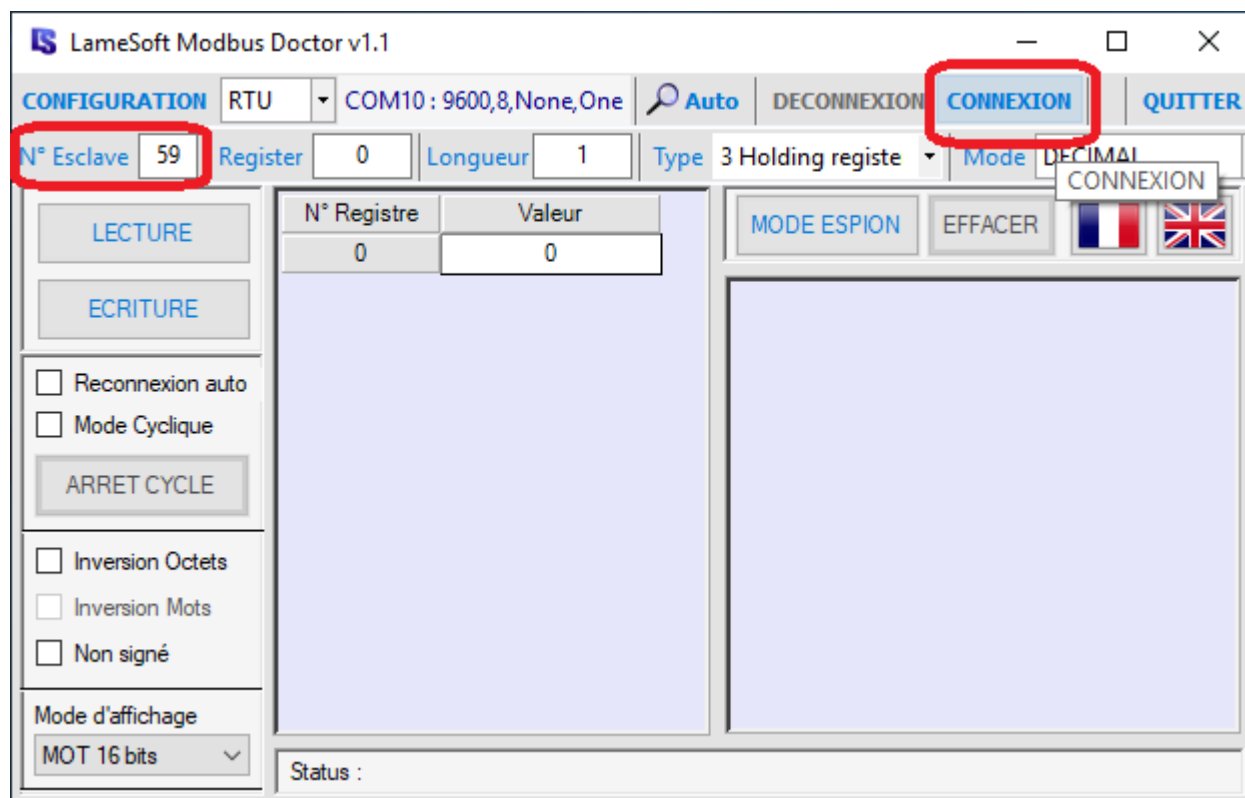 LameSoft Modbus Doctor v1.1
CONFIGURATION RTU COM10 : 9600,8,None,One Auto DECONNEXION CONNEXION QUITTER
N° Esclave 59 Register 0 Longueur 1 Type 3 Holding registe Mode DECIMAL
CONNEXION
LECTURE
ECRITURE
Reconnexion auto
Mode Cyclique
ARRET CYCLE
Inversion Octets
Inversion Mots
Non signé
Mode d'affichage
MOT 16 bits
N° Registre Valeur
0 0
MODE ESPION EFFACER
Status :